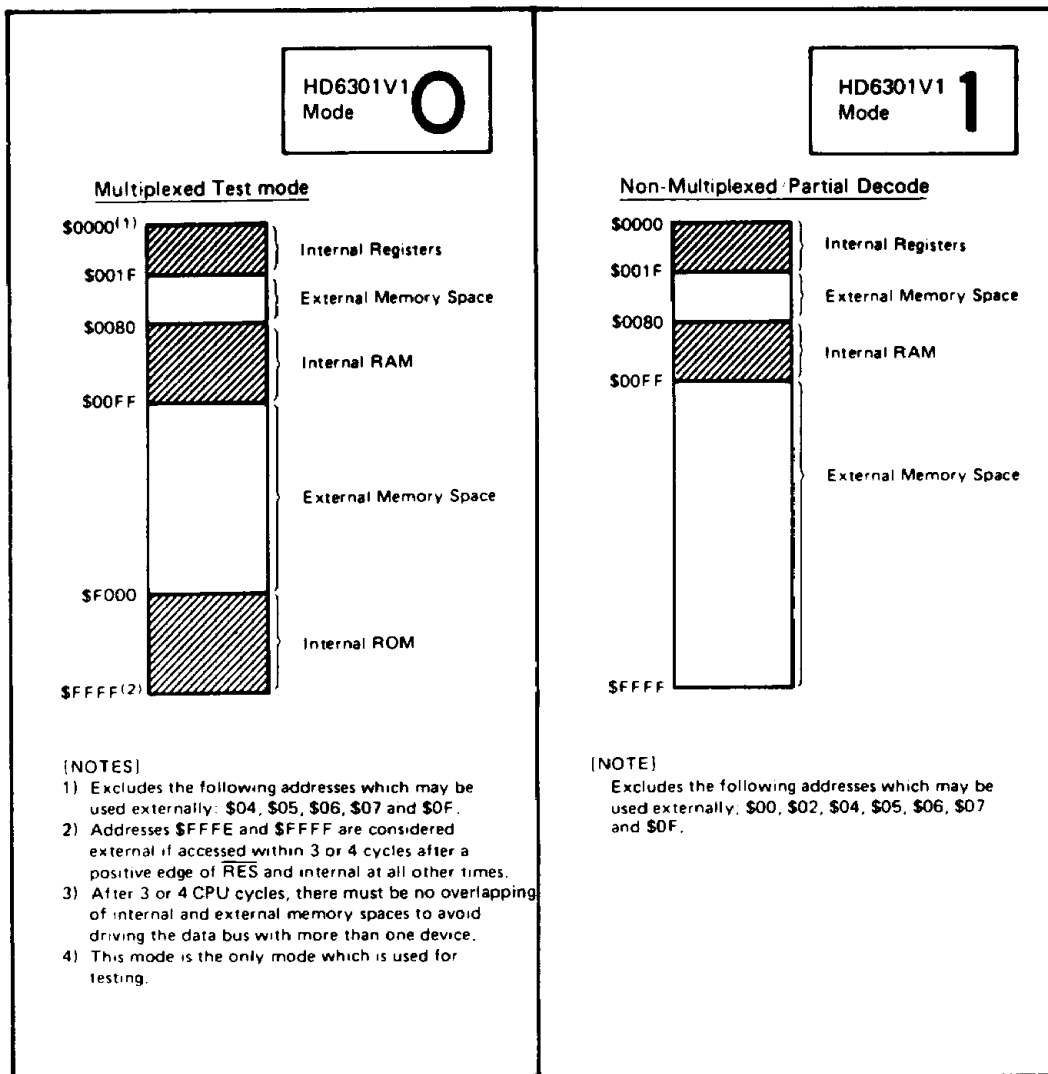 HD6301V1
Mode 0
Multiplexed Test mode
$0000(1)
Internal Registers
$001F
External Memory Space
$0080
Internal RAM
$00FF
External Memory Space
$F000
Internal ROM
$FFFF(2)
[NOTES]
1) Excludes the following addresses which may be
used externally: $04, $05, $06, $07 and $0F.
2) Addresses $FFFE and $FFFF are considered
external if accessed within 3 or 4 cycles after a
positive edge of RES and internal at all other times.
3) After 3 or 4 CPU cycles, there must be no overlapping
of internal and external memory spaces to avoid
driving the data bus with more than one device.
4) This mode is the only mode which is used for
testing.
HD6301V1
Mode 1
Non-Multiplexed Partial Decode
$0000
Internal Registers
$001F
External Memory Space
$0080
Internal RAM
$00FF
External Memory Space
$FFFF
[NOTE]
Excludes the following addresses which may be
used externally: $00, $02, $04, $05, $06, $07
and $0F.